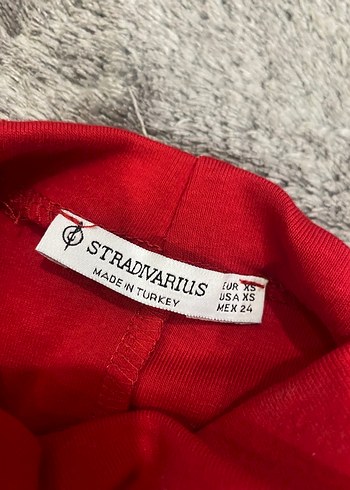 STRADIVARIUS
MADE IN TURKEY
EUR XS
USA XS
MEX 24